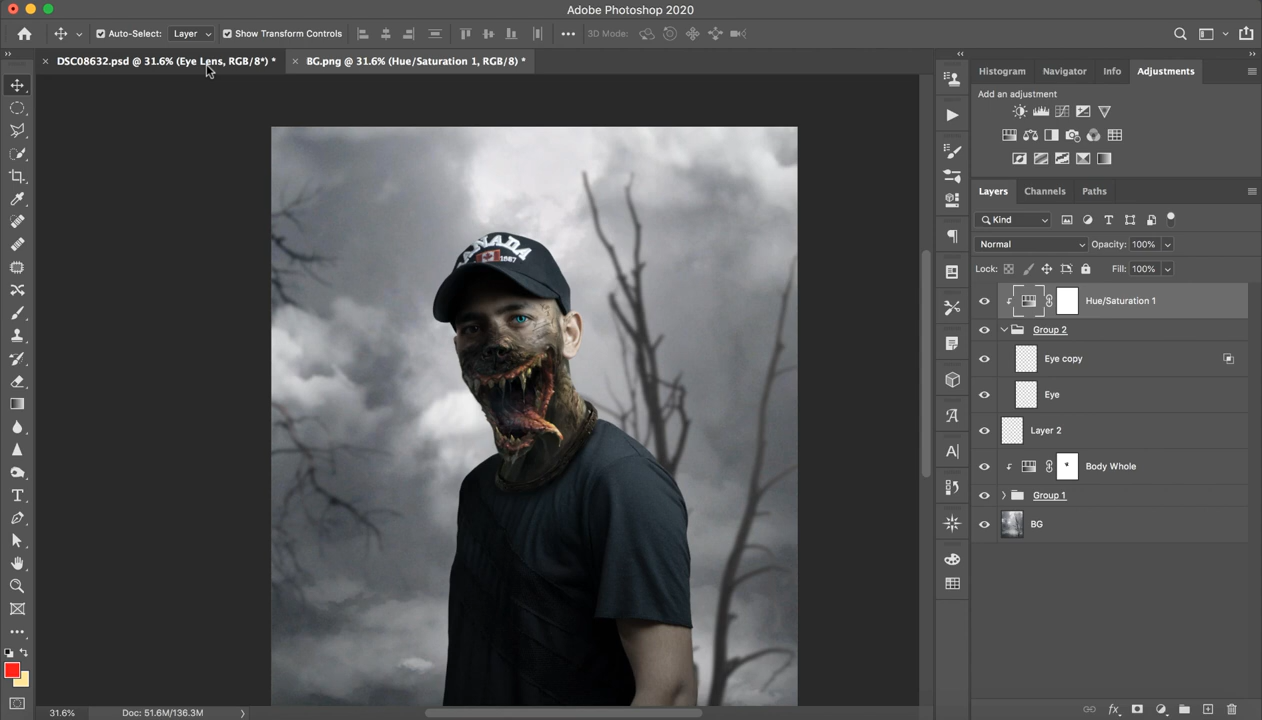 Adobe Photoshop 2020
Auto-Select: Layer Show Transform Controls 3D Mode:
DSC08632.psd @ 31.6% (Eye Lens, RGB/8*) * BG.png @ 31.6% (Hue/Saturation 1, RGB/8) *
Histogram Navigator Info Adjustments
Add an adjustment
Layers Channels Paths
Kind
Normal Opacity: 100%
Lock: Fill: 100%
Hue/Saturation 1
Group 2
Eye copy
Eye
Layer 2
Body Whole
Group 1
BG
CANADA
1867
31.6% Doc: 51.6M/136.3M